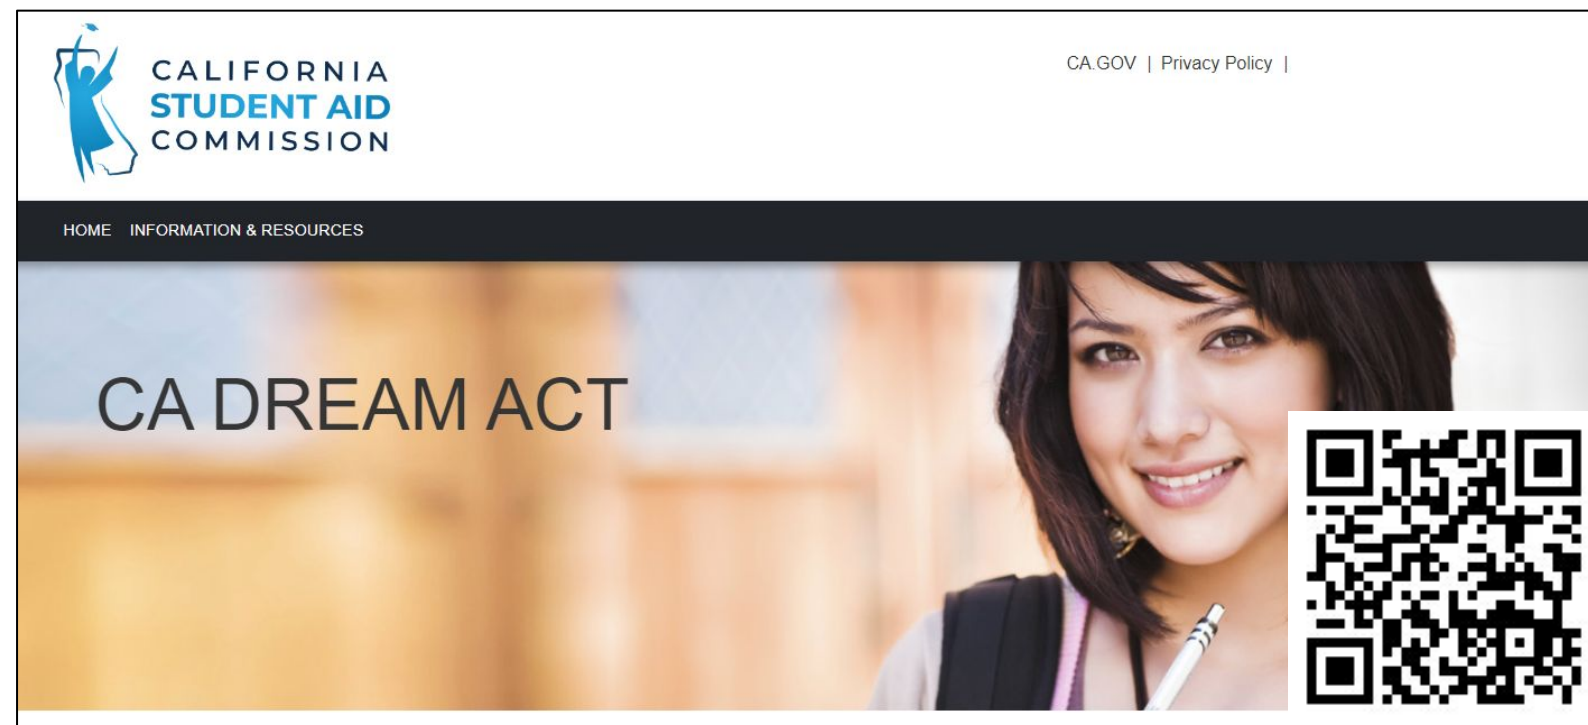 CALIFORNIA
STUDENT AID
COMMISSION
CA.GOV | Privacy Policy |
HOME INFORMATION & RESOURCES
CA DREAM ACT